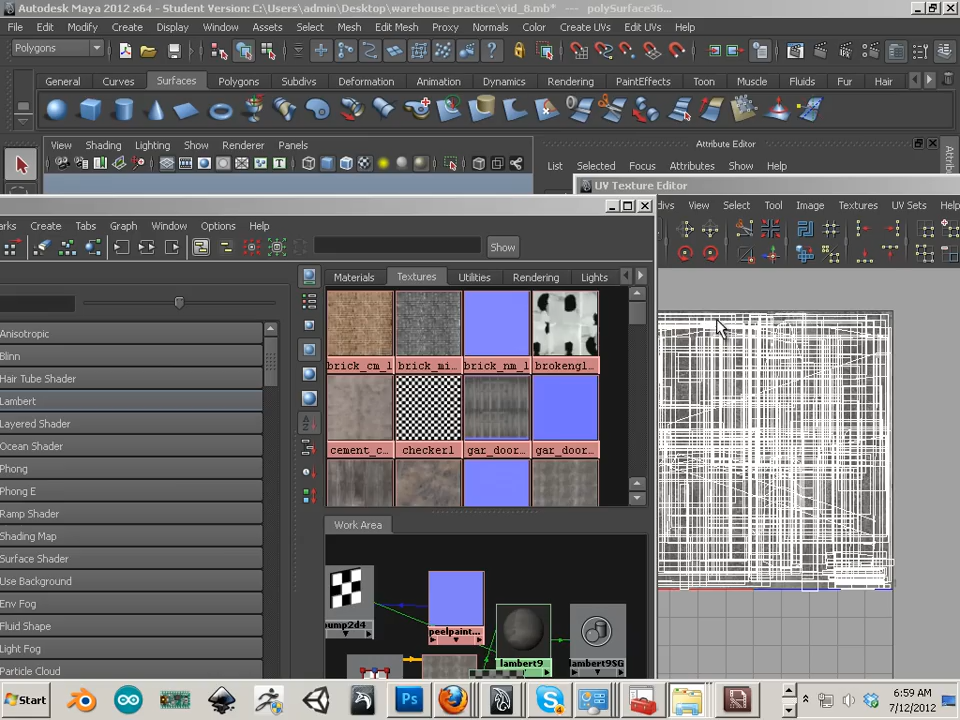 Autodesk Maya 2012 x64 - Student Version: C:\Users\admin\Desktop\warehouse practice\vid_8.mb* --- polySurface36...
File Edit Modify Create Display Window Assets Select Mesh Edit Mesh Proxy Normals Color Create UVs Edit UVs Help
Polygons
General Curves Surfaces Polygons Subdivs Deformation Animation Dynamics Rendering PaintEffects Toon Muscle Fluids Fur Hair
View Shading Lighting Show Renderer Panels
Attribute Editor
List Selected Focus Attributes Show Help
UV Texture Editor
View Select Tool Image Textures UV Sets Help
Create Tabs Graph Window Options Help
Show
Materials Textures Utilities Rendering Lights
brick_cm_1 brick_mi... brick_nm_1 brokengl...
cement_c... checker1 gar_door... gar_door...
Anisotropic
Blinn
Hair Tube Shader
Lambert
Layered Shader
Ocean Shader
Phong
Phong E
Ramp Shader
Shading Map
Surface Shader
Use Background
Env Fog
Fluid Shape
Light Fog
Particle Cloud
Work Area
bump2d4
peelpaint...
lambert9
lambert9SG
Start
Ps
6:59 AM
7/12/2012